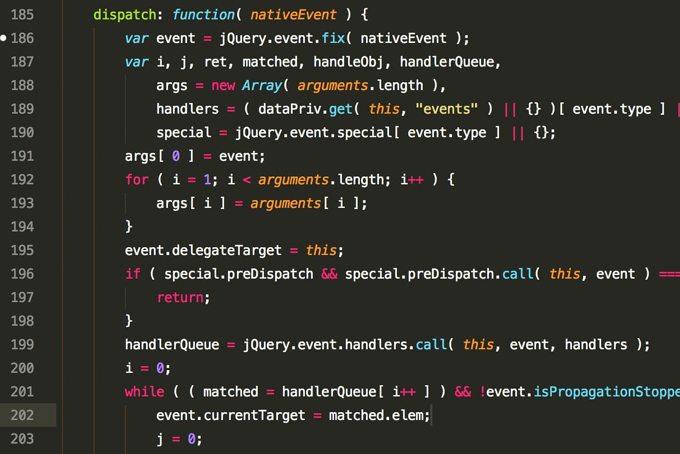 185 dispatch: function( nativeEvent ) {
186 var event = jQuery.event.fix( nativeEvent );
187 var i, j, ret, matched, handleObj, handlerQueue,
188 args = new Array( arguments.length ),
189 handlers = ( dataPriv.get( this, "events" ) || {} )[ event.type ] |
190 special = jQuery.event.special[ event.type ] || {};
191 args[ 0 ] = event;
192 for ( i = 1; i < arguments.length; i++ ) {
193 args[ i ] = arguments[ i ];
194 }
195 event.delegateTarget = this;
196 if ( special.preDispatch && special.preDispatch.call( this, event ) ===
197 return;
198 }
199 handlerQueue = jQuery.event.handlers.call( this, event, handlers );
200 i = 0;
201 while ( ( matched = handlerQueue[ i++ ] ) && !event.isPropagationStoppe
202 event.currentTarget = matched.elem;
203 j = 0;